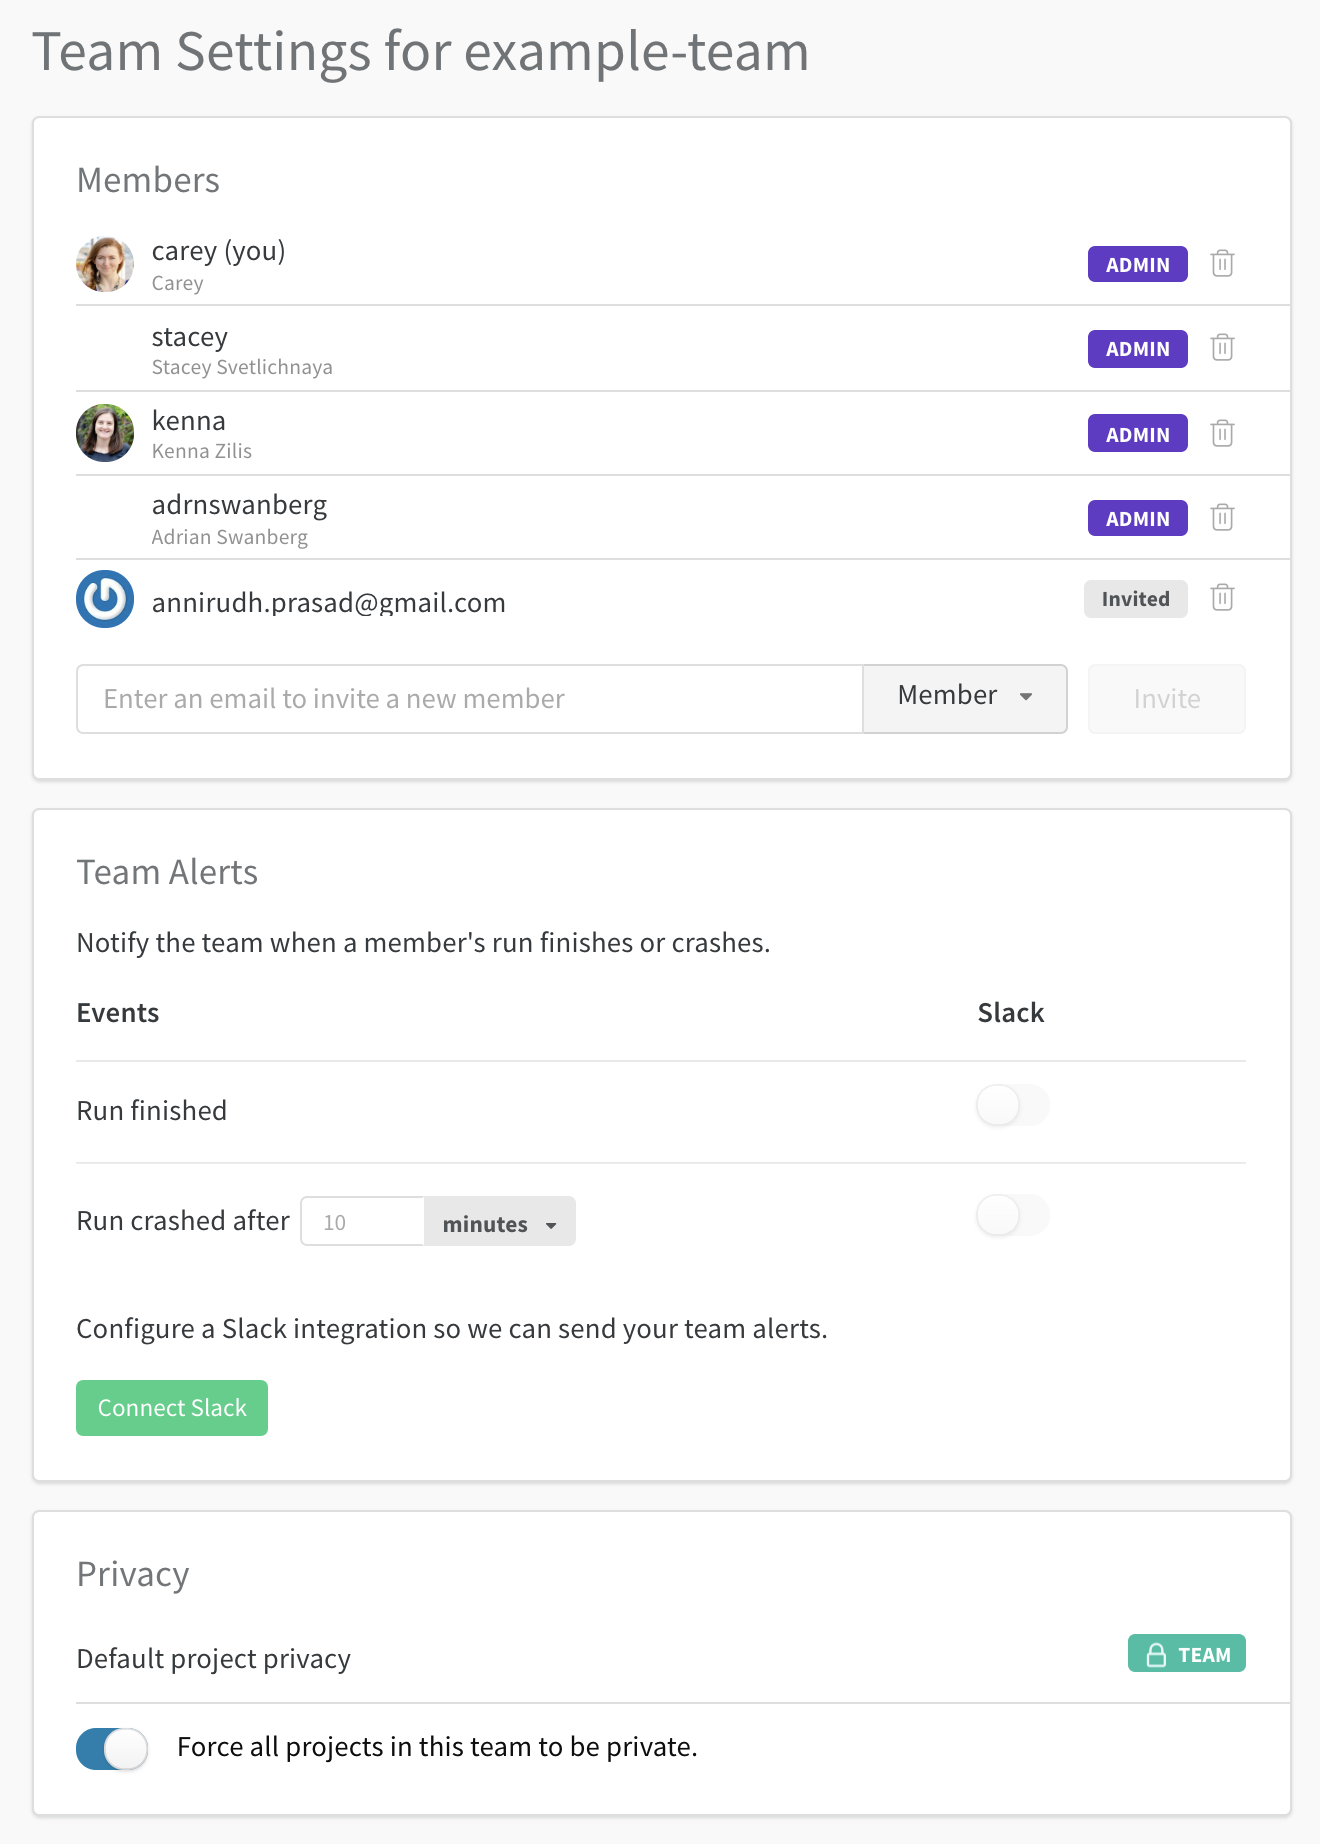 Team Settings for example-team
Members
carey (you)
Carey
ADMIN
stacey
Stacey Svetlichnaya
ADMIN
kenna
Kenna Zilis
ADMIN
adrnswanberg
Adrian Swanberg
ADMIN
annirudh.prasad@gmail.com
Invited
Enter an email to invite a new member
Member
Invite
Team Alerts
Notify the team when a member's run finishes or crashes.
Events
Slack
Run finished
Run crashed after
10
minutes
Configure a Slack integration so we can send your team alerts.
Connect Slack
Privacy
Default project privacy
TEAM
Force all projects in this team to be private.